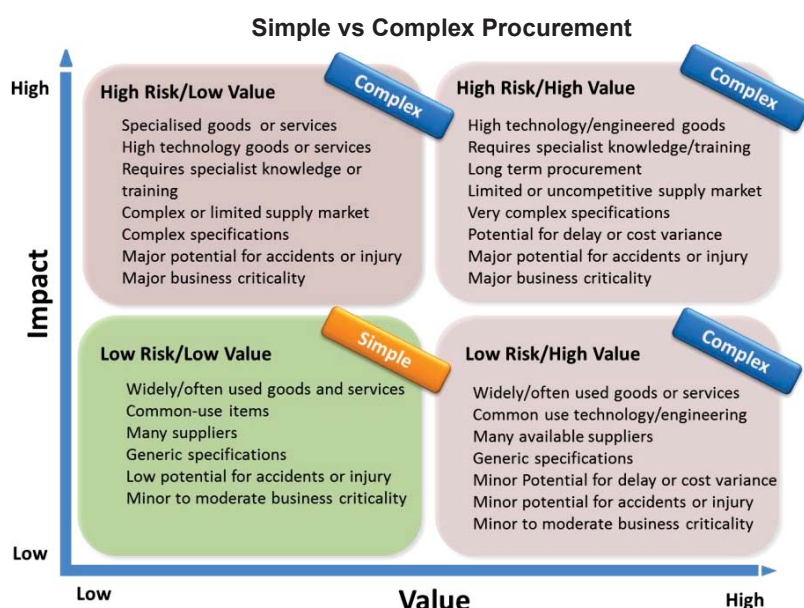 Simple vs Complex Procurement
High
Impact
Low
High Risk/Low Value
Complex
Specialised goods or services
High technology goods or services
Requires specialist knowledge or
training
Complex or limited supply market
Complex specifications
Major potential for accidents or injury
Major business criticality
High Risk/High Value
Complex
High technology/engineered goods
Requires specialist knowledge/training
Long term procurement
Limited or uncompetitive supply market
Very complex specifications
Potential for delay or cost variance
Major potential for accidents or injury
Major business criticality
Low Risk/Low Value
Simple
Widely/often used goods and services
Common-use items
Many suppliers
Generic specifications
Low potential for accidents or injury
Minor to moderate business criticality
Low Risk/High Value
Complex
Widely/often used goods or services
Common use technology/engineering
Many available suppliers
Generic specifications
Minor Potential for delay or cost variance
Minor potential for accidents or injury
Minor to moderate business criticality
Low
Value
High